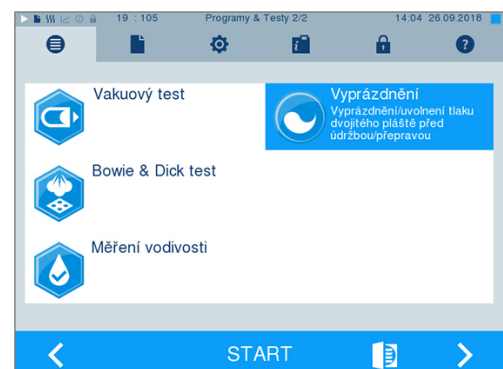 19 : 105 Programy & Testy 2/2 14:04 26.09.2018
Vakuový test
Vyprázdnění
Vyprázdnění/uvolnení tlaku
dvojitého pláště před
údržbou/přepravou
Bowie & Dick test
Měření vodivosti
START